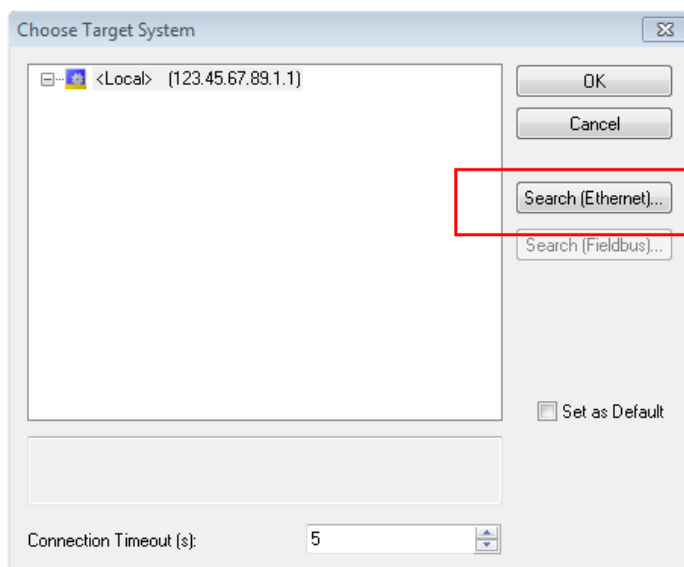 Choose Target System
<Local> (123.45.67.89.1.1)
OK
Cancel
Search (Ethernet)...
Search (Fieldbus)...
Set as Default
Connection Timeout (s):
5